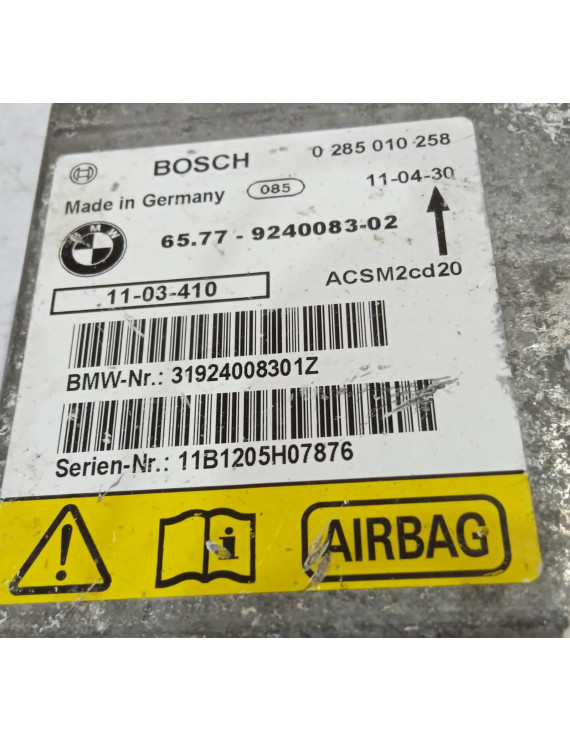 BOSCH 0 285 010 258
Made in Germany 085 11-04-30
BMW 65.77 - 9240083-02
11-03-410 ACSM2cd20
BMW-Nr.: 31924008301Z
Serien-Nr.: 11B1205H07876
AIRBAG